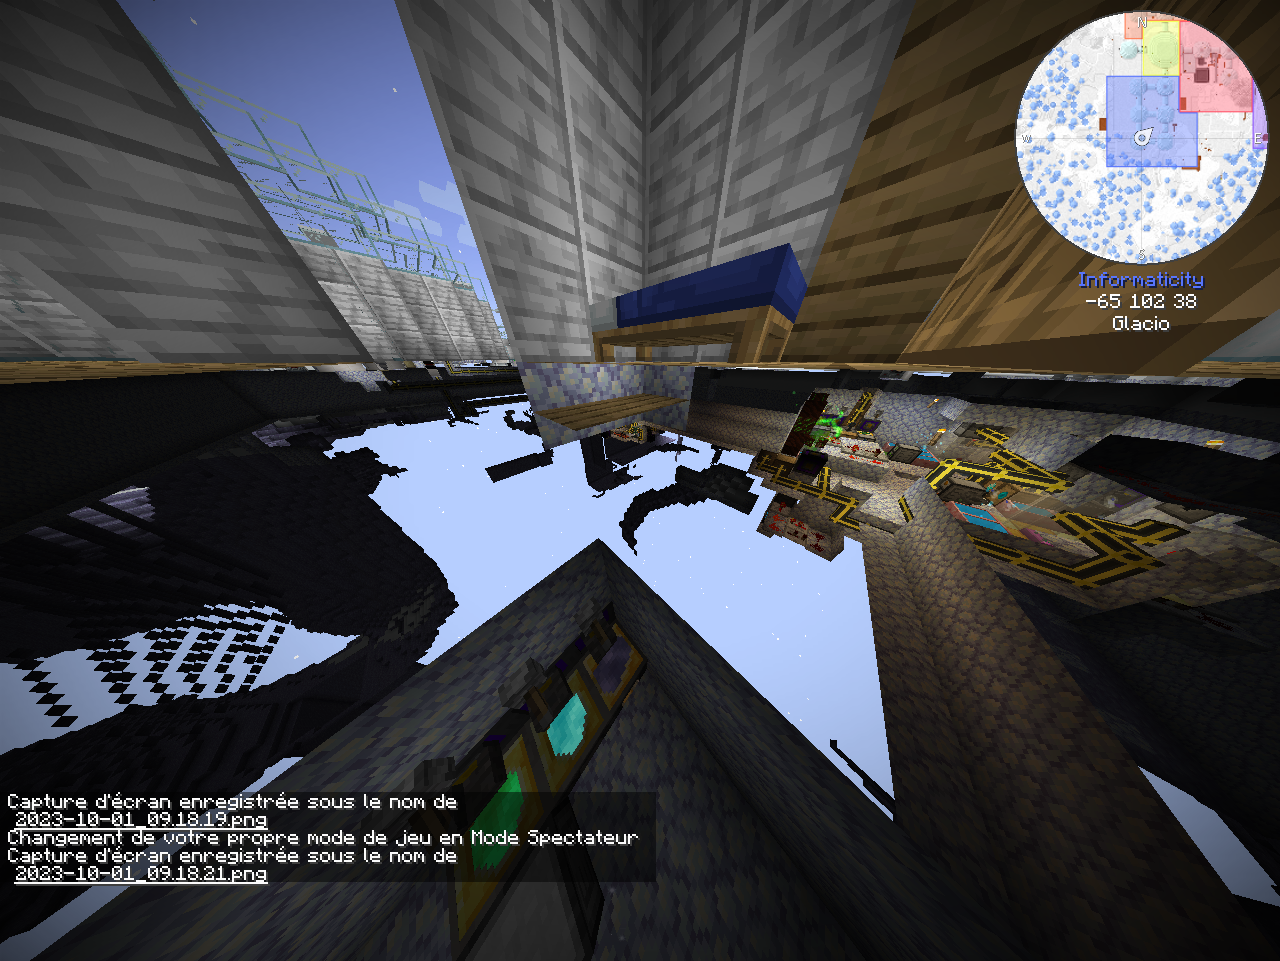 N
W
E
S
Informaticity
-65 102 38
Glacio
Capture d'écran enregistrée sous le nom de
2023-10-01_09.18.19.png
Changement de votre propre mode de jeu en Mode Spectateur
Capture d'écran enregistrée sous le nom de
2023-10-01_09.18.21.png